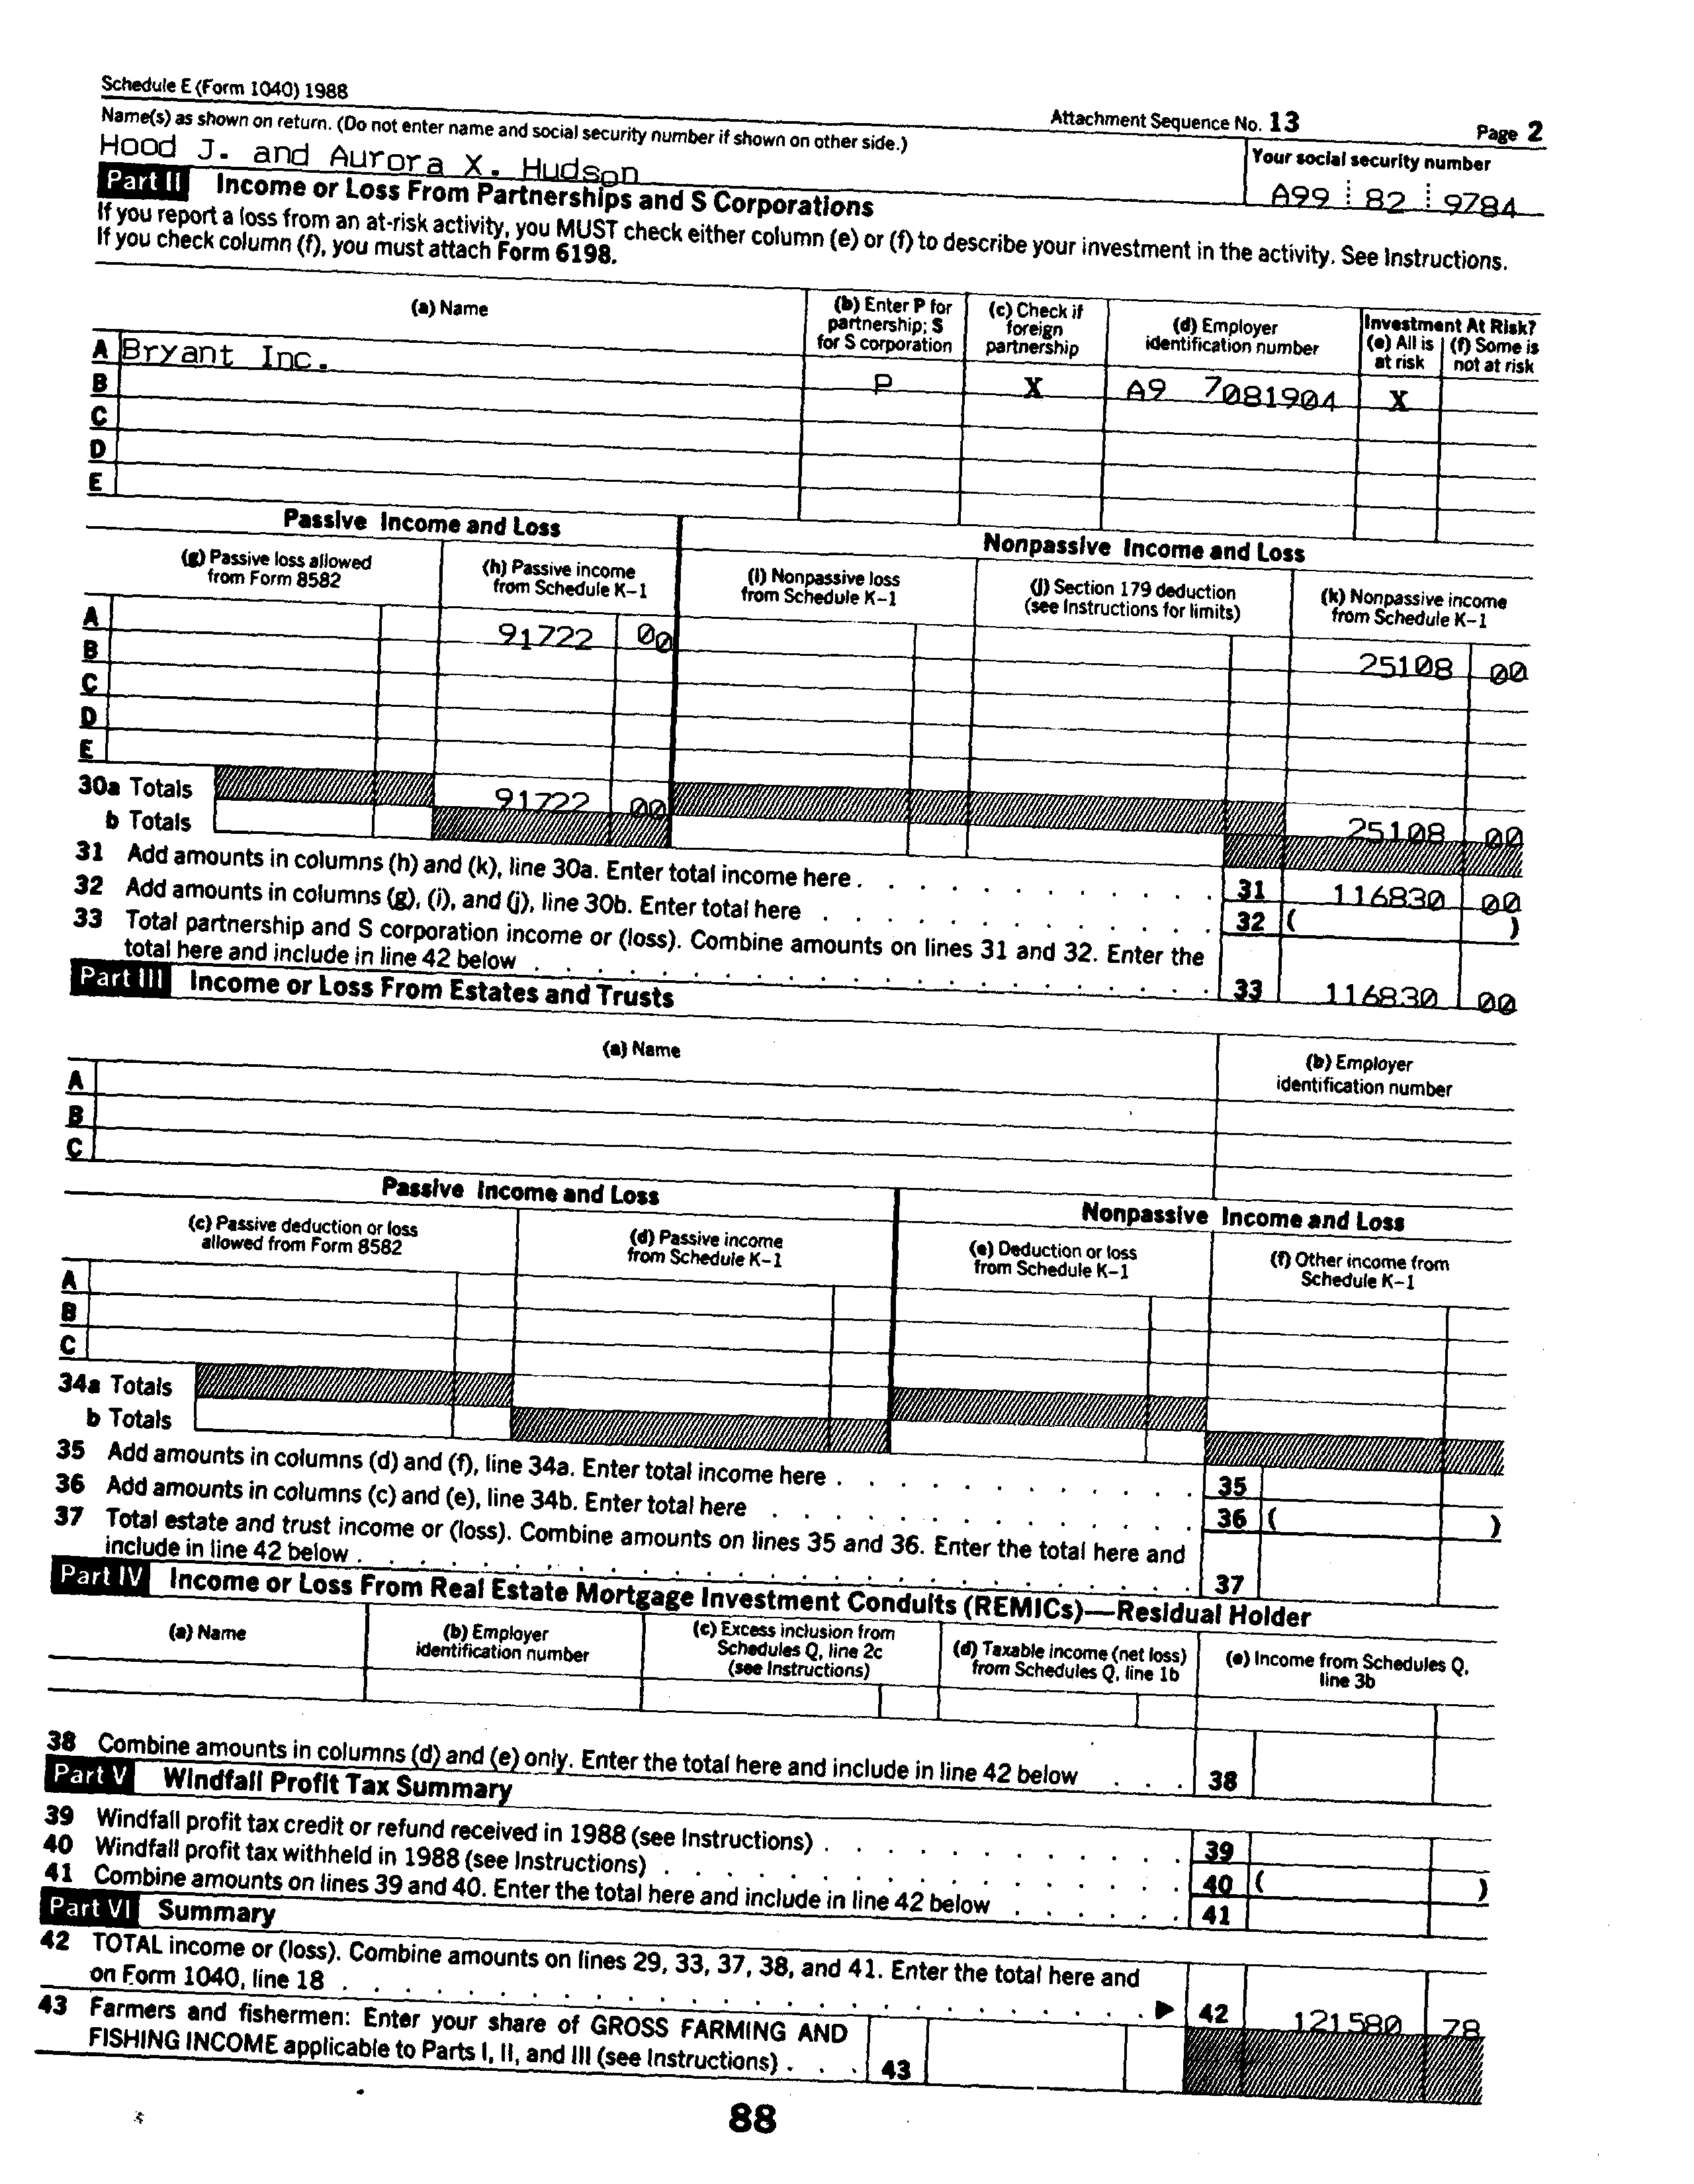 Schedule E (Form 1040) 1988
Attachment Sequence No. 13
Page 2
Name(s) as shown on return. (Do not enter name and social security number if shown on other side.)
Your social security number
Hood J. and Aurora X. Hudson
A99 82 9784
Part II Income or Loss From Partnerships and S Corporations
If you report a loss from an at-risk activity, you MUST check either column (e) or (f) to describe your investment in the activity. See Instructions.
If you check column (f), you must attach Form 6198.
(a) Name
(b) Enter P for partnership; S for S corporation
(c) Check if foreign partnership
(d) Employer identification number
Investment At Risk?
(e) All is at risk
(f) Some is not at risk
A Bryant Inc. P X A9 7081904 X
B
C
D
E
Passive Income and Loss
Nonpassive Income and Loss
(g) Passive loss allowed from Form 8582
(h) Passive income from Schedule K-1
(i) Nonpassive loss from Schedule K-1
(j) Section 179 deduction (see Instructions for limits)
(k) Nonpassive income from Schedule K-1
A 91722 00 25108 00
B
C
D
E
30a Totals 91722 00 25108 00
b Totals
31 Add amounts in columns (h) and (k), line 30a. Enter total income here . . . . . . . . . . . 31 116830 00
32 Add amounts in columns (g), (i), and (j), line 30b. Enter total here . . . . . . . . . . . . 32 ( )
33 Total partnership and S corporation income or (loss). Combine amounts on lines 31 and 32. Enter the
total here and include in line 42 below . . . . . . . . . . . . . . . . . . . . . 33 116830 00
Part III Income or Loss From Estates and Trusts
(a) Name
(b) Employer identification number
A
B
C
Passive Income and Loss
Nonpassive Income and Loss
(c) Passive deduction or loss allowed from Form 8582
(d) Passive income from Schedule K-1
(e) Deduction or loss from Schedule K-1
(f) Other income from Schedule K-1
A
B
C
34a Totals
b Totals
35 Add amounts in columns (d) and (f), line 34a. Enter total income here . . . . . . . . . . . 35
36 Add amounts in columns (c) and (e), line 34b. Enter total here . . . . . . . . . . . . . 36 ( )
37 Total estate and trust income or (loss). Combine amounts on lines 35 and 36. Enter the total here and
include in line 42 below . . . . . . . . . . . . . . . . . . . . . . . . . . . 37
Part IV Income or Loss From Real Estate Mortgage Investment Conduits (REMICs)—Residual Holder
(a) Name
(b) Employer identification number
(c) Excess inclusion from Schedules Q, line 2c (see Instructions)
(d) Taxable income (net loss) from Schedules Q, line 1b
(e) Income from Schedules Q, line 3b
38 Combine amounts in columns (d) and (e) only. Enter the total here and include in line 42 below . . . 38
Part V Windfall Profit Tax Summary
39 Windfall profit tax credit or refund received in 1988 (see Instructions) . . . . . . . . . . . 39
40 Windfall profit tax withheld in 1988 (see Instructions) . . . . . . . . . . . . . . . . 40 ( )
41 Combine amounts on lines 39 and 40. Enter the total here and include in line 42 below . . . . . . 41
Part VI Summary
42 TOTAL income or (loss). Combine amounts on lines 29, 33, 37, 38, and 41. Enter the total here and
on Form 1040, line 18 . . . . . . . . . . . . . . . . . . . . . . . . . . ▶ 42 121580 78
43 Farmers and fishermen: Enter your share of GROSS FARMING AND
FISHING INCOME applicable to Parts I, II, and III (see Instructions) . . . 43
88